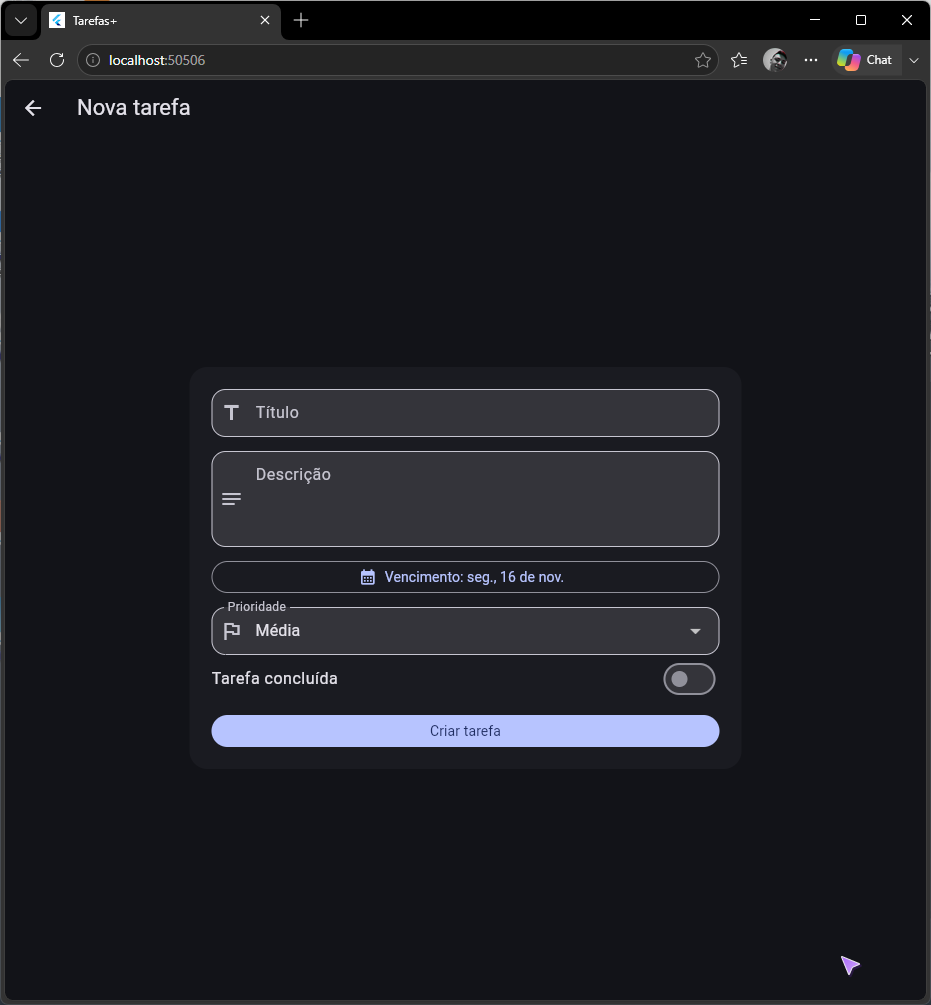 Tarefas+
localhost:50506
Chat
Nova tarefa
Título
Descrição
Vencimento: seg., 16 de nov.
Prioridade
Média
Tarefa concluída
Criar tarefa